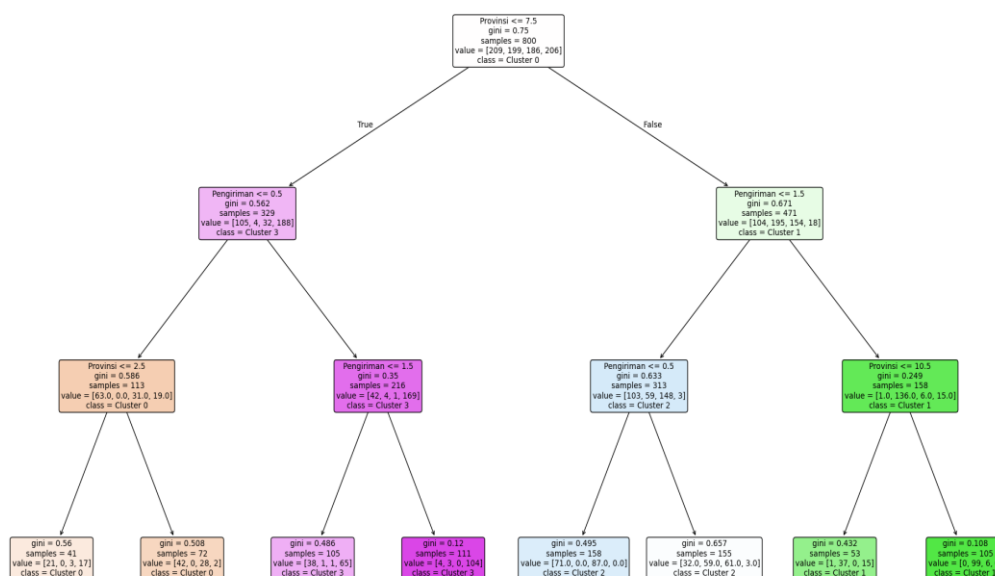 Provinsi <= 7.5
gini = 0.75
samples = 800
value = [209, 199, 186, 206]
class = Cluster 0
True
False
Pengiriman <= 0.5
gini = 0.562
samples = 329
value = [105, 4, 32, 188]
class = Cluster 3
Pengiriman <= 1.5
gini = 0.671
samples = 471
value = [104, 195, 154, 18]
class = Cluster 1
Provinsi <= 2.5
gini = 0.586
samples = 113
value = [63.0, 0.0, 31.0, 19.0]
class = Cluster 0
Pengiriman <= 1.5
gini = 0.35
samples = 216
value = [42, 4, 1, 169]
class = Cluster 3
Pengiriman <= 0.5
gini = 0.633
samples = 313
value = [103, 59, 148, 3]
class = Cluster 2
Provinsi <= 10.5
gini = 0.249
samples = 158
value = [1.0, 136.0, 6.0, 15.0]
class = Cluster 1
gini = 0.56
samples = 41
value = [21, 0, 3, 17]
class = Cluster 0
gini = 0.508
samples = 72
value = [42, 0, 28, 2]
class = Cluster 0
gini = 0.486
samples = 105
value = [38, 1, 1, 65]
class = Cluster 3
gini = 0.12
samples = 111
value = [4, 3, 0, 104]
class = Cluster 3
gini = 0.495
samples = 158
value = [71.0, 0.0, 87.0, 0.0]
class = Cluster 2
gini = 0.657
samples = 155
value = [32.0, 59.0, 61.0, 3.0]
class = Cluster 2
gini = 0.432
samples = 53
value = [1, 37, 0, 15]
class = Cluster 1
gini = 0.108
samples = 105
value = [0, 99, 6,
class = Cluster 1